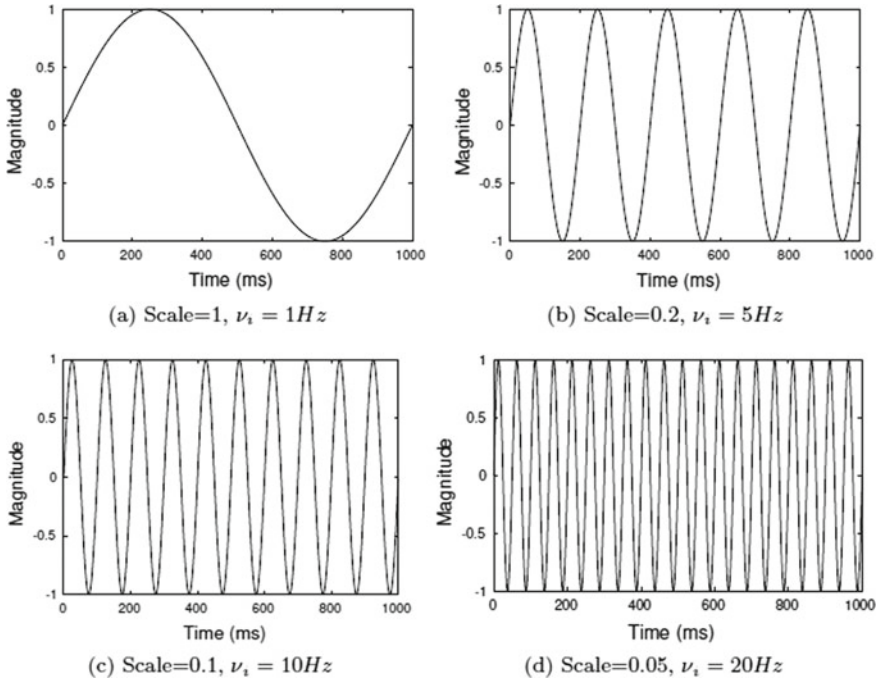 1
0.5
0
-0.5
-1
Magnitude
0 200 400 600 800 1000
Time (ms)
(a) Scale=1, νı = 1Hz
1
0.5
0
-0.5
-1
Magnitude
0 200 400 600 800 1000
Time (ms)
(b) Scale=0.2, νı = 5Hz
1
0.5
0
-0.5
-1
Magnitude
0 200 400 600 800 1000
Time (ms)
(c) Scale=0.1, νı = 10Hz
1
0.5
0
-0.5
-1
Magnitude
0 200 400 600 800 1000
Time (ms)
(d) Scale=0.05, νı = 20Hz